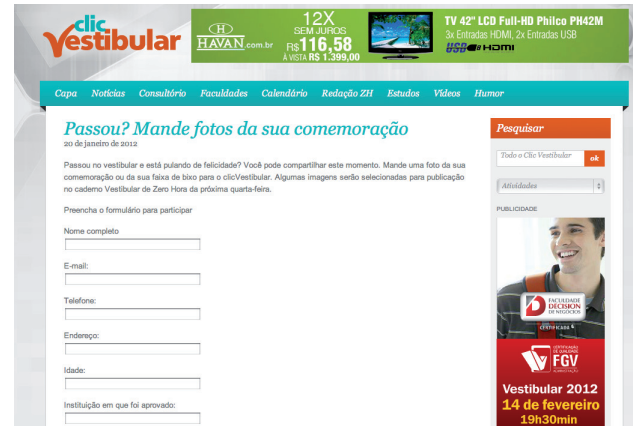 clic
Vestibular
H
HAVAN.com.br
12X
SEM JUROS
R$116,58
À VISTA R$ 1.399,00
TV 42" LCD Full-HD Philco PH42M
3x Entradas HDMI, 2x Entradas USB
USB HDMI
Capa Notícias Consultório Faculdades Calendário Redação ZH Estudos Vídeos Humor
Passou? Mande fotos da sua comemoração
20 de janeiro de 2012
Passou no vestibular e está pulando de felicidade? Você pode compartilhar este momento. Mande uma foto da sua
comemoração ou da sua faixa de bixo para o clicVestibular. Algumas imagens serão selecionadas para publicação
no caderno Vestibular de Zero Hora da próxima quarta-feira.
Preencha o formulário para participar
Nome completo
E-mail:
Telefone:
Endereço:
Idade:
Instituição em que foi aprovado:
Pesquisar
Todo o Clic Vestibular ok
Atividades
PUBLICIDADE
FACULDADE
DECISION
DE NEGÓCIOS
CERTIFICADA
CERTIFICAÇÃO
DE QUALIDADE
FGV
Vestibular 2012
14 de fevereiro
19h30min